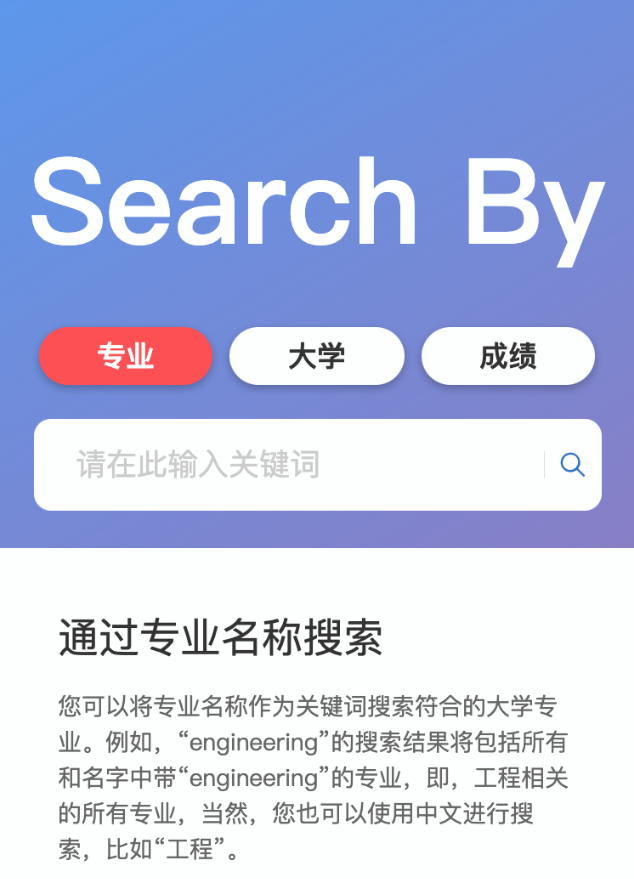 Search By
专业 大学 成绩
请在此输入关键词
通过专业名称搜索
您可以将专业名称作为关键词搜索符合的大学专
业。例如，“engineering”的搜索结果将包括所有
和名字中带“engineering”的专业，即，工程相关
的所有专业，当然，您也可以使用中文进行搜
索，比如“工程”。